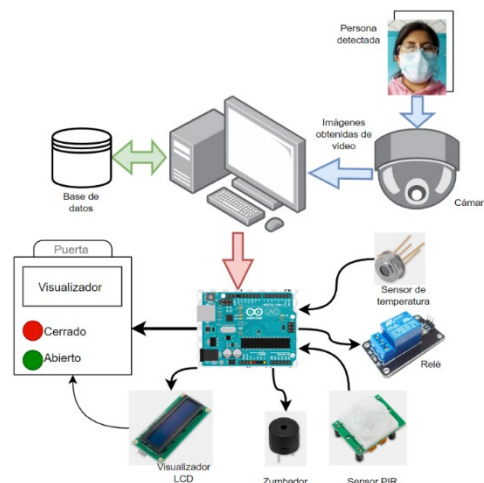 Persona
detectada
Imágenes
obtenidas de
video
Base de
datos
Cámar
Puerta
Visualizador
Cerrado
Abierto
UNO
Sensor de
temperatura
Relé
Visualizador
LCD
Zumbador
Sensor PIR